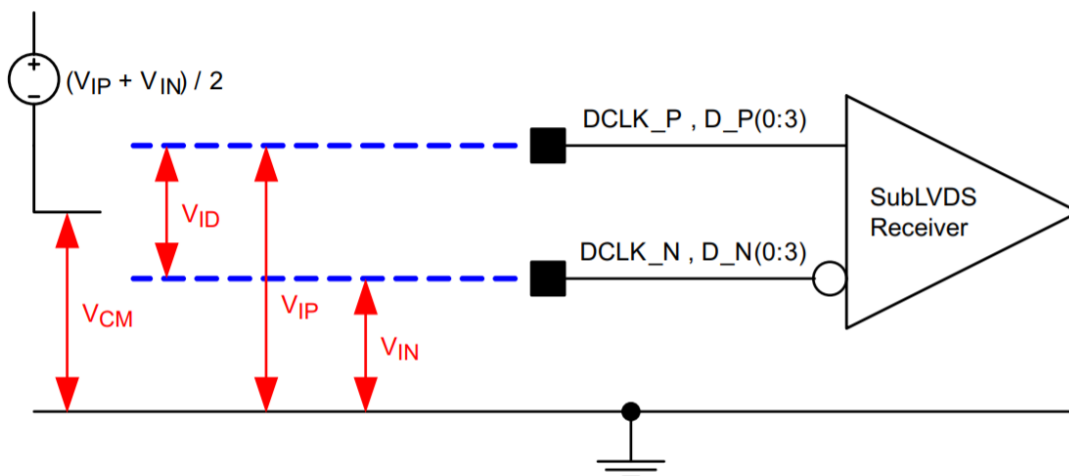 +
–
(VIP + VIN) / 2
DCLK_P , D_P(0:3)
VID
SubLVDS
Receiver
DCLK_N , D_N(0:3)
VCM
VIP
VIN